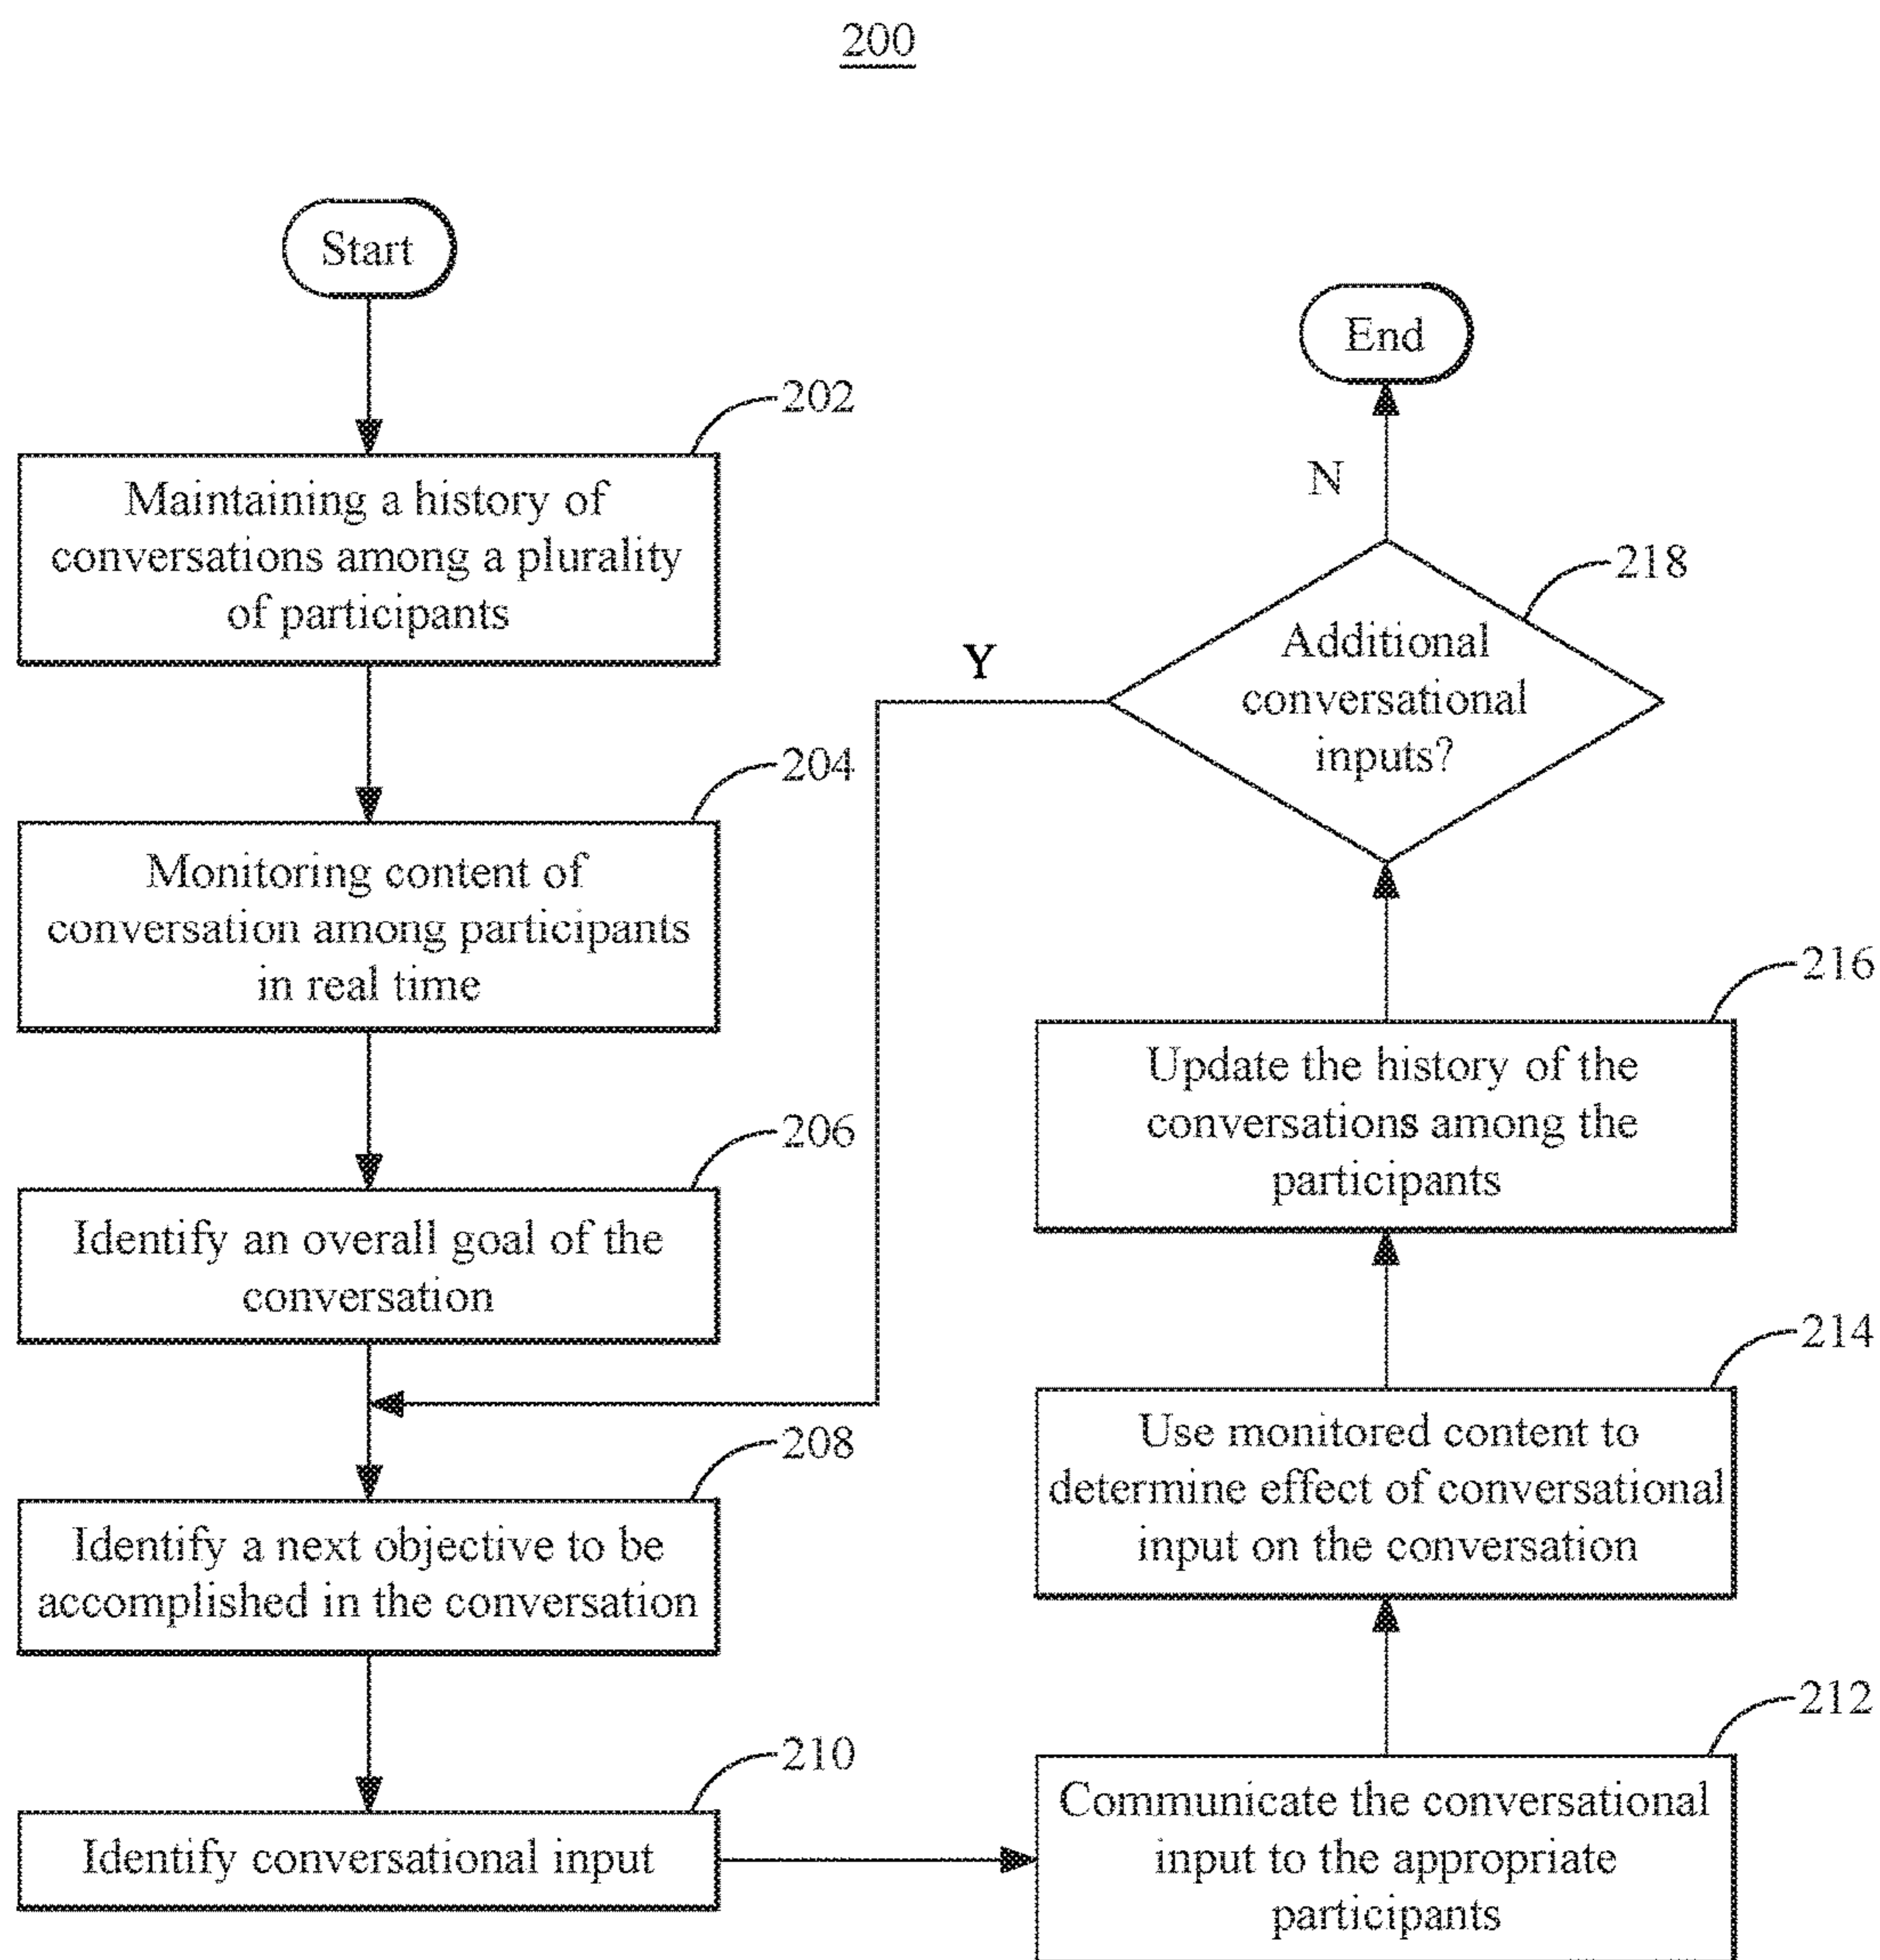 200
Start
202
Maintaining a history of
conversations among a plurality
of participants
204
Monitoring content of
conversation among participants
in real time
206
Identify an overall goal of the
conversation
208
Identify a next objective to be
accomplished in the conversation
210
Identify conversational input
212
Communicate the conversational
input to the appropriate
participants
214
Use monitored content to
determine effect of conversational
input on the conversation
216
Update the history of the
conversations among the
participants
218
Additional
conversational
inputs?
Y
N
End